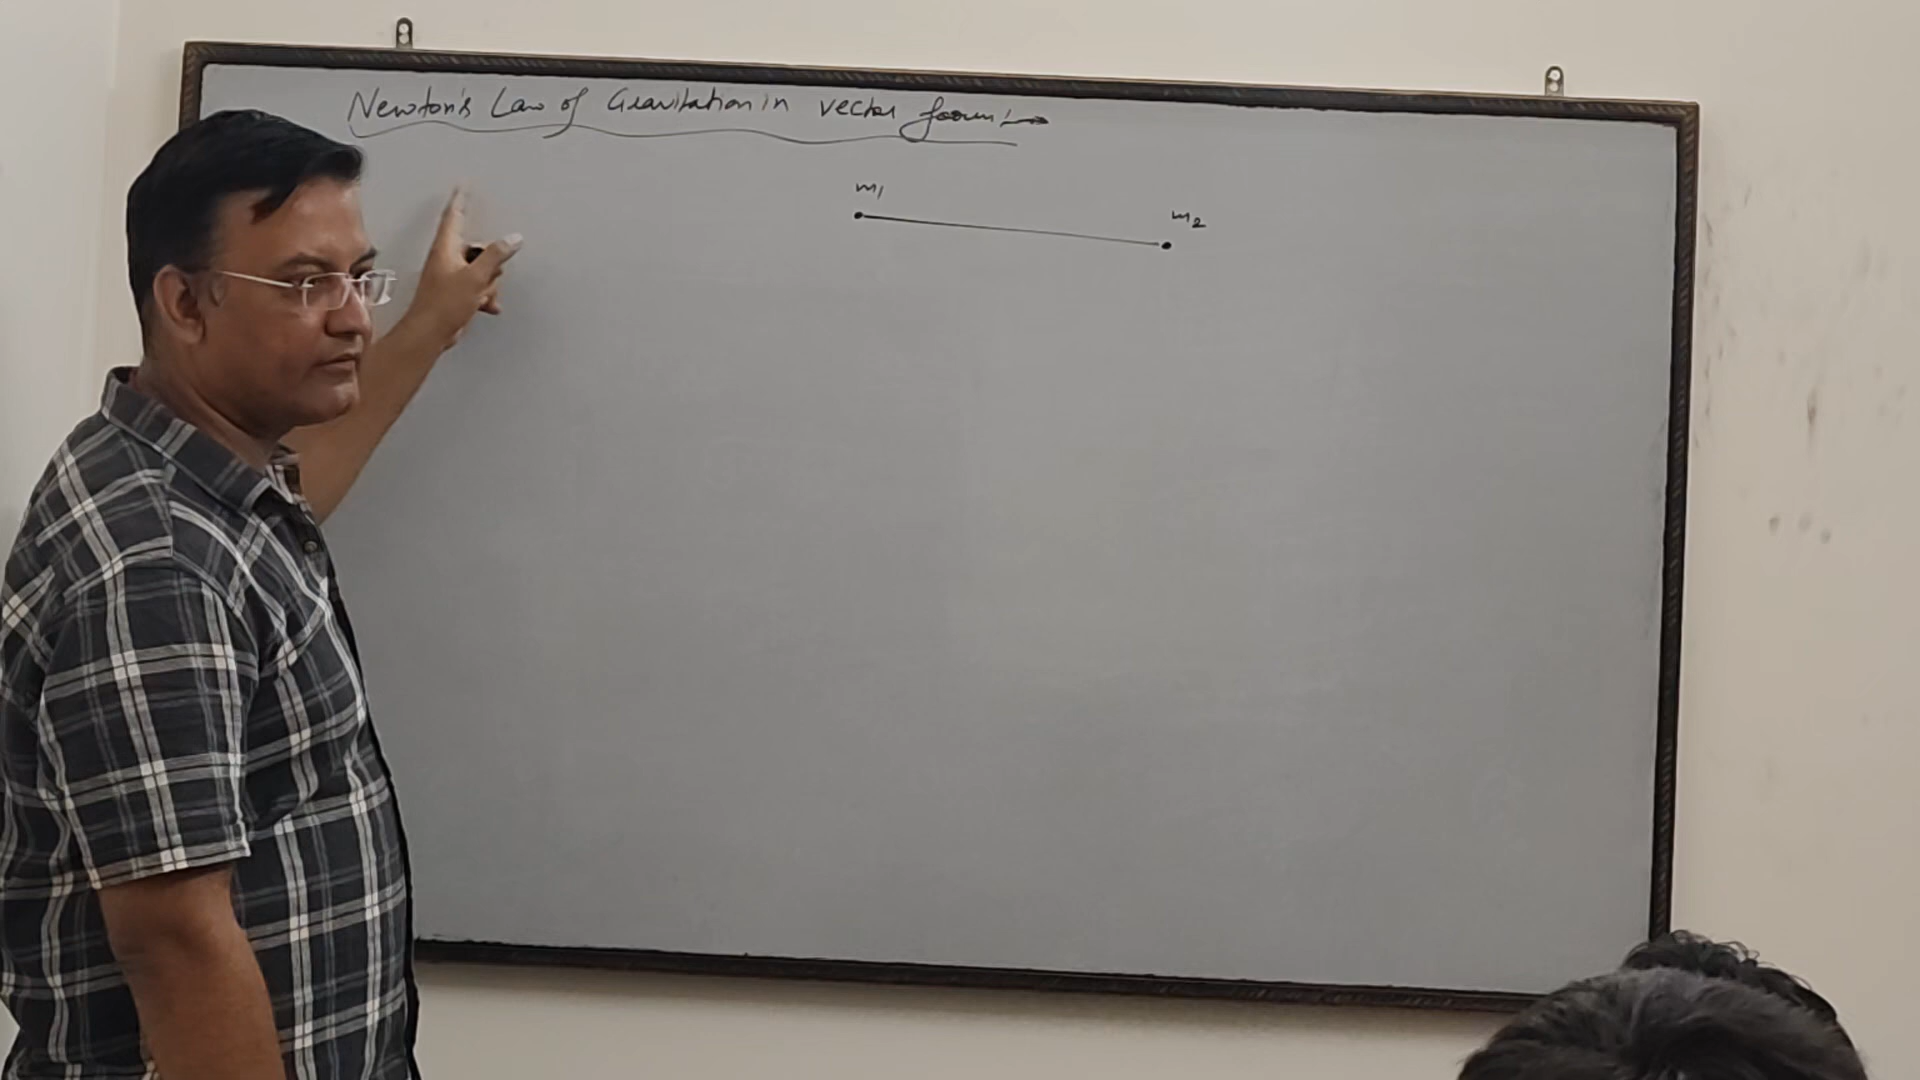 Newton's Law of Gravitation in vector form :→
m₁
m₂